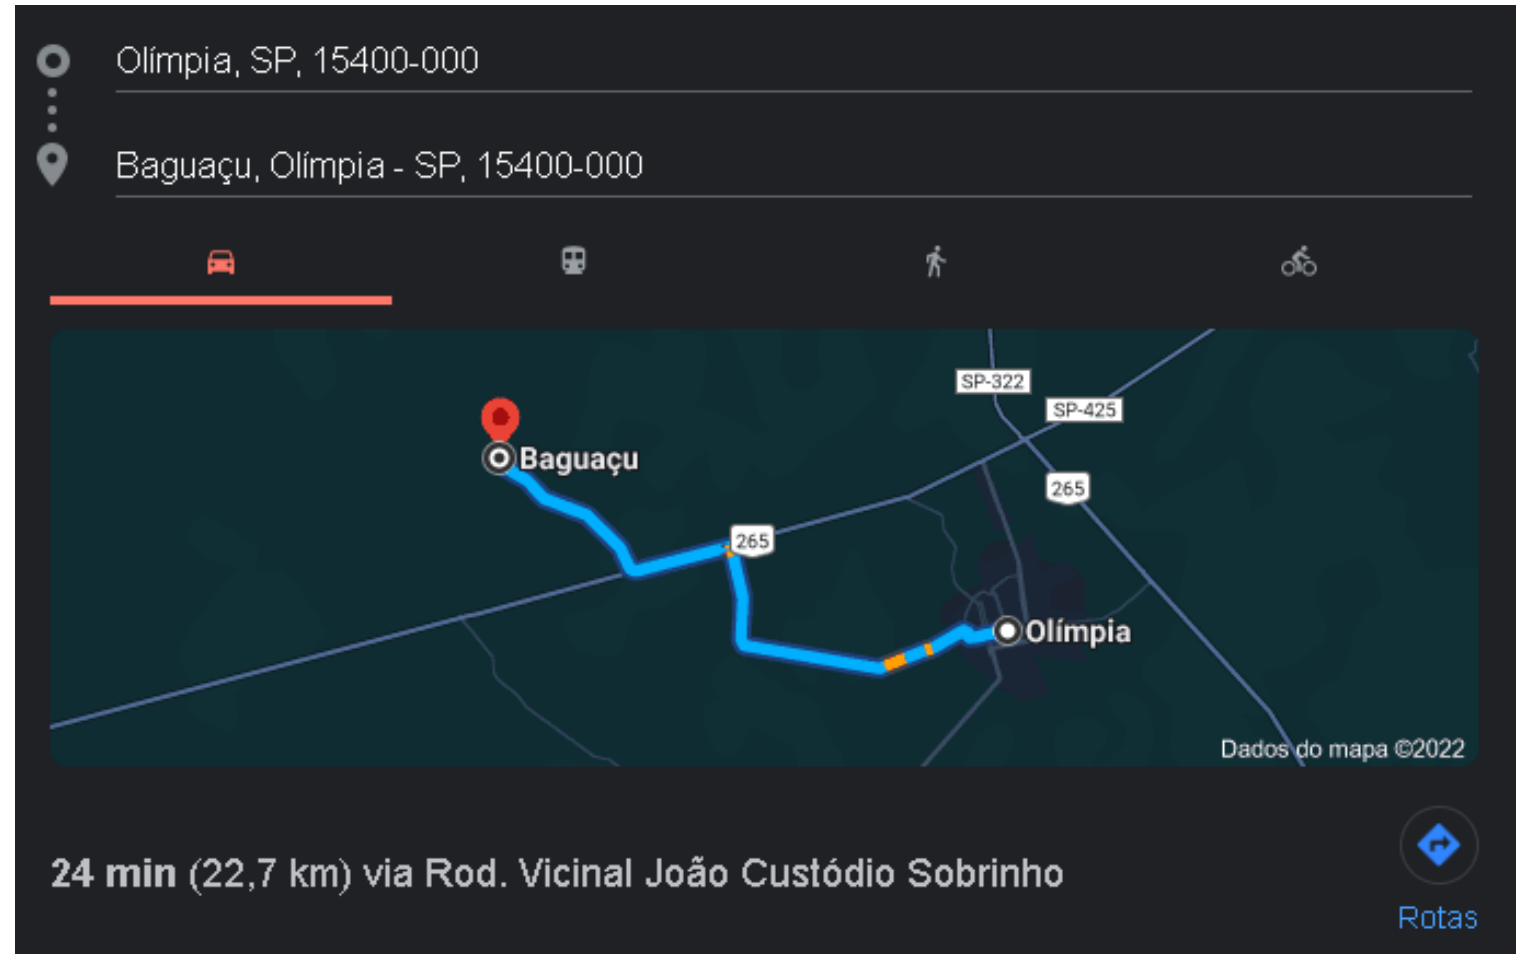 Olímpia, SP, 15400-000
Baguaçu, Olímpia - SP, 15400-000
SP-322
SP-425
Baguaçu
265
265
Olímpia
Dados do mapa ©2022
24 min (22,7 km) via Rod. Vicinal João Custódio Sobrinho
Rotas